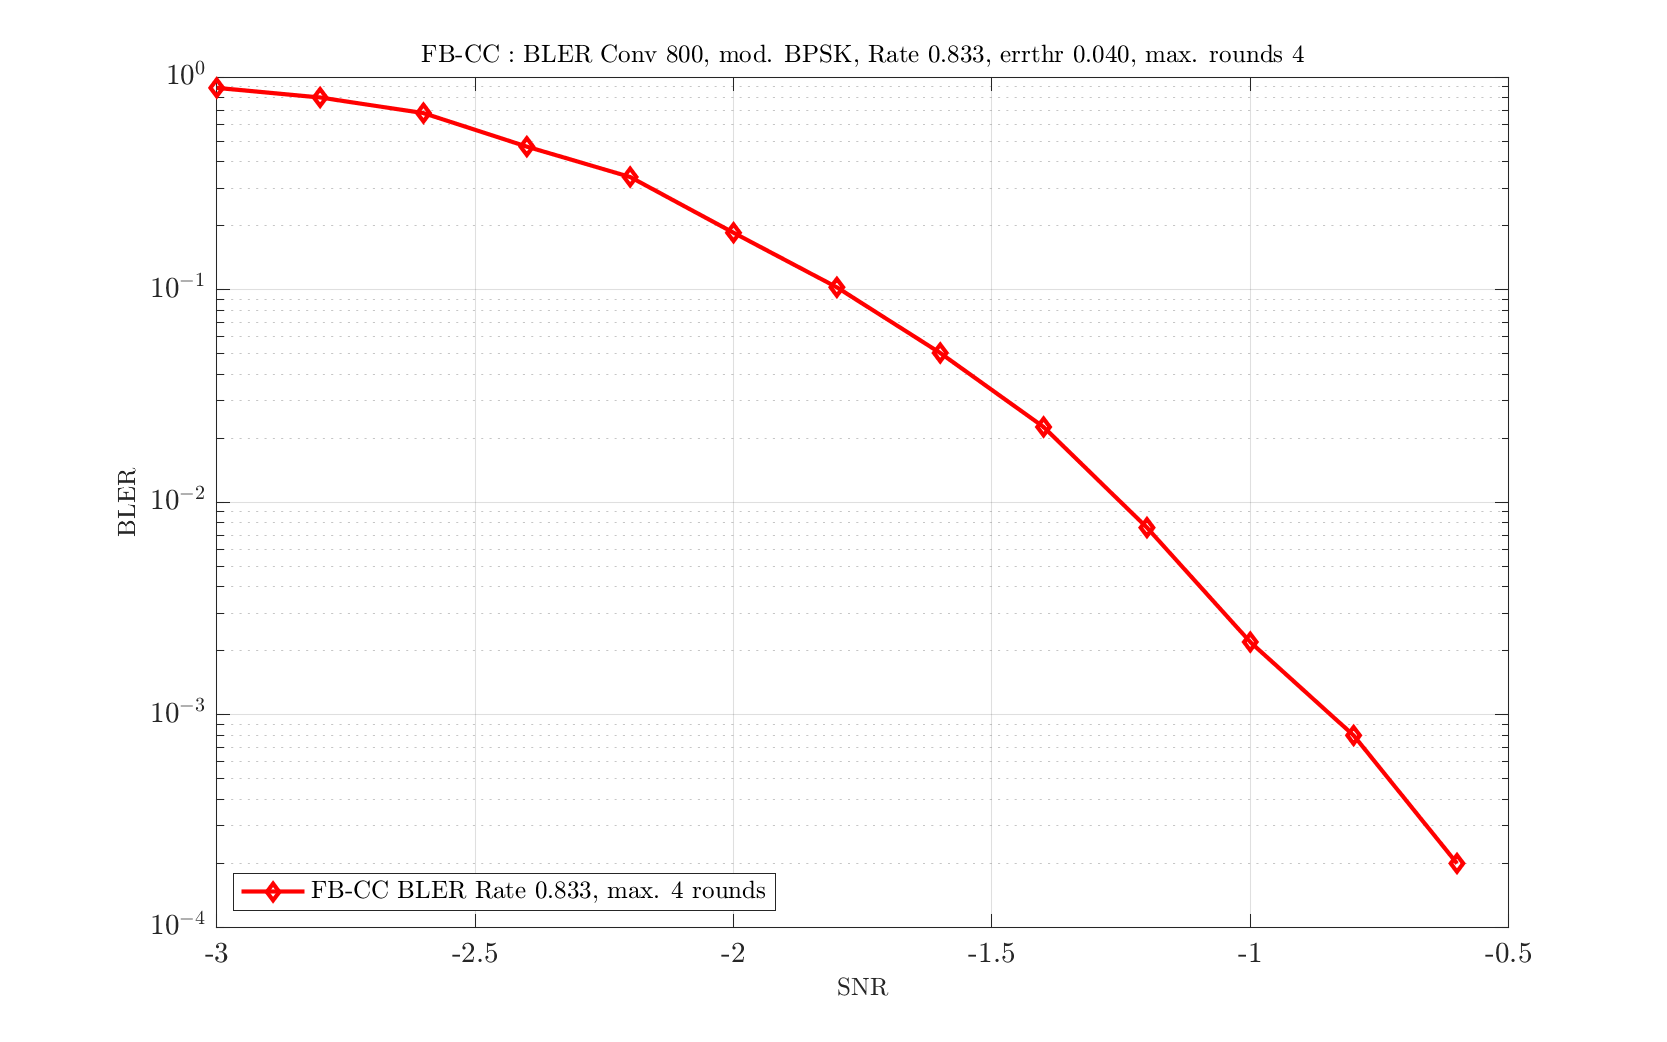 FB-CC : BLER Conv 800, mod. BPSK, Rate 0.833, errthr 0.040, max. rounds 4
10^0
10^-1
10^-2
10^-3
10^-4
BLER
FB-CC BLER Rate 0.833, max. 4 rounds
-3 -2.5 -2 -1.5 -1 -0.5
SNR